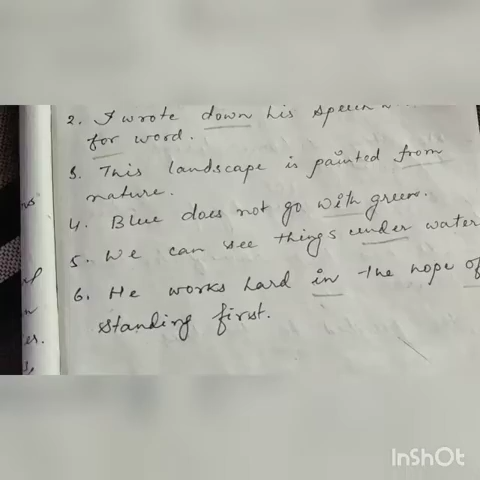 2. I wrote down his speech
for word.
3. This landscape is painted from
nature.
4. Blue does not go with green.
5. We can see things under water
6. He works hard in the hope of
standing first.
er.
InShOt